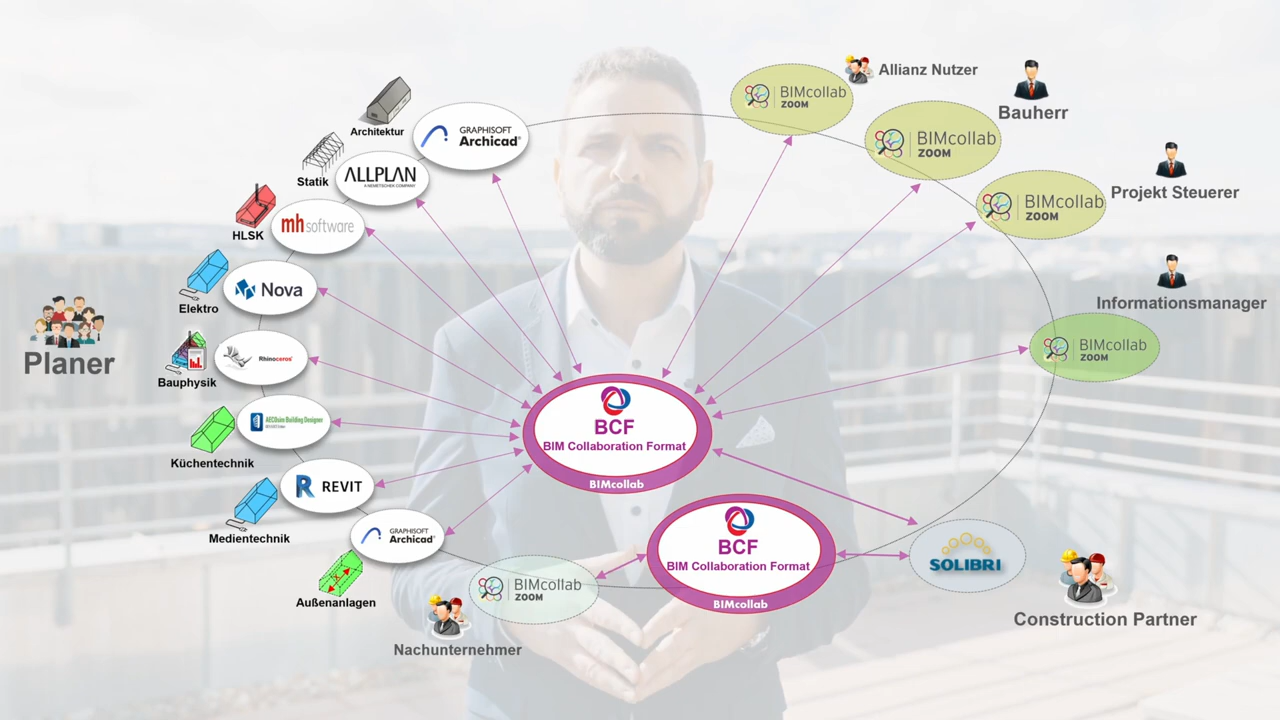 Architektur
GRAPHISOFT
Archicad
Statik
ALLPLAN
A NEMETSCHEK COMPANY
HLSK
mh software
Elektro
Nova
Planer
Bauphysik
Rhinoceros
Küchentechnik
AECOsim Building Designer
Medientechnik
REVIT
Außenanlagen
GRAPHISOFT
Archicad
Nachunternehmer
BIMcollab
ZOOM
BCF
BIM Collaboration Format
BIMcollab
BCF
BIM Collaboration Format
BIMcollab
BIMcollab
ZOOM
Allianz Nutzer
BIMcollab
ZOOM
Bauherr
BIMcollab
ZOOM
Projekt Steuerer
Informationsmanager
BIMcollab
ZOOM
SOLIBRI
Construction Partner